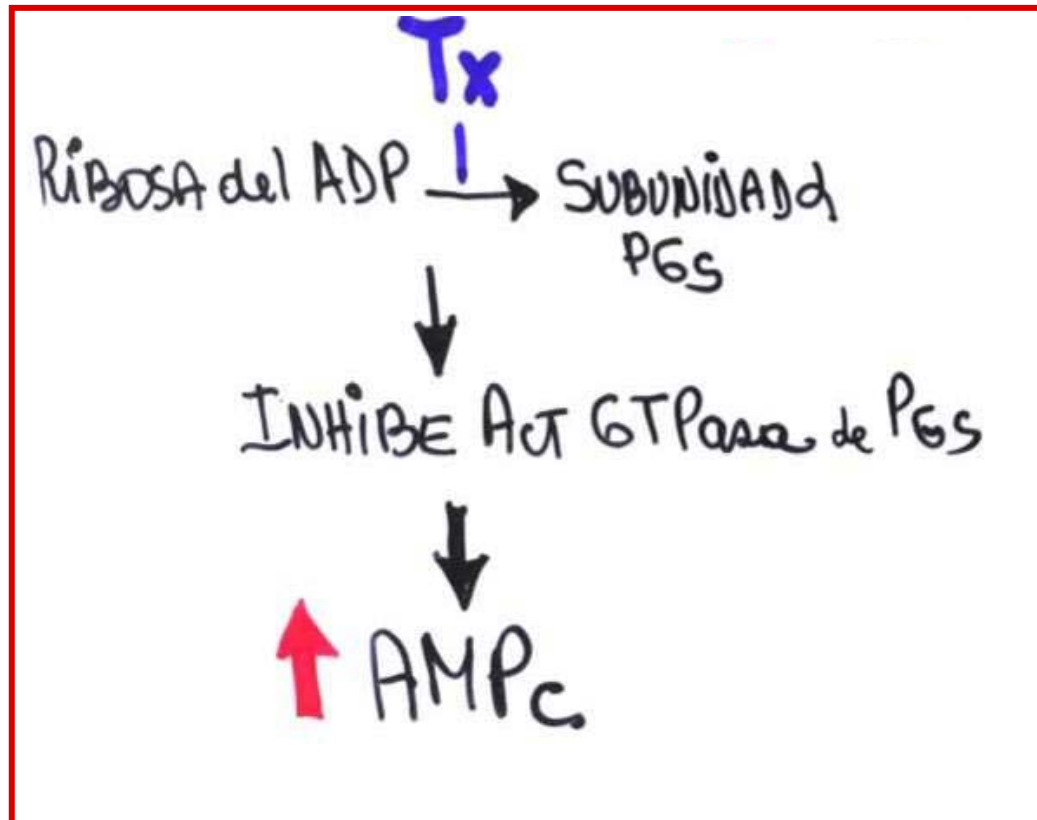 Tx
RiBOSA del ADP → SUBUNiDAD α
PGS
INHiBE Act GTPasa de PGS
↑ AMPc